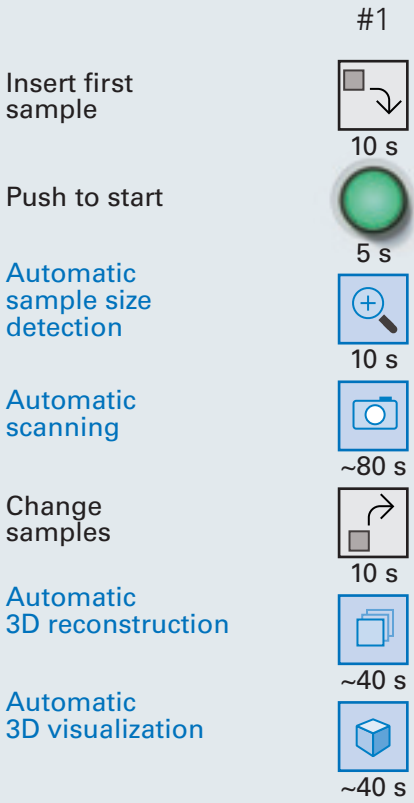 #1
Insert first
sample
10 s
Push to start
5 s
Automatic
sample size
detection
10 s
Automatic
scanning
~80 s
Change
samples
10 s
Automatic
3D reconstruction
~40 s
Automatic
3D visualization
~40 s